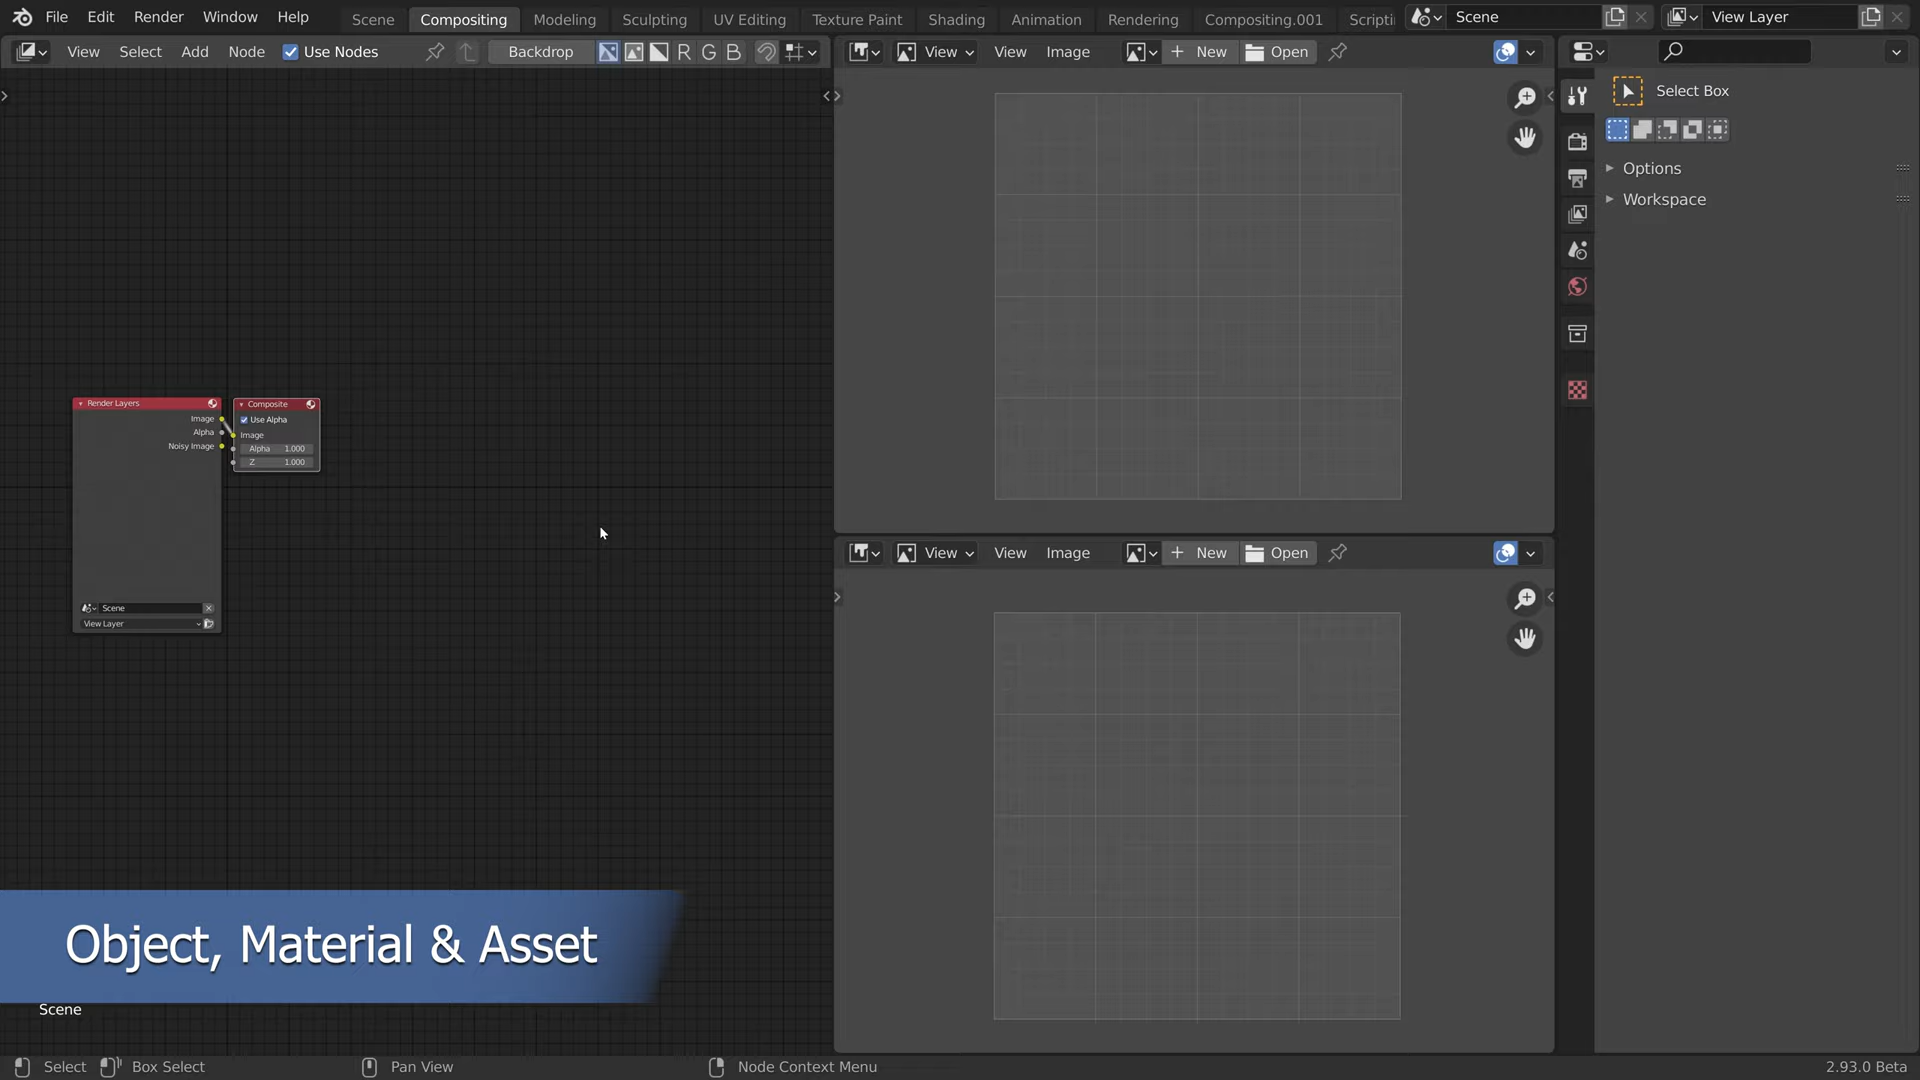 File Edit Render Window Help Scene Compositing Modeling Sculpting UV Editing Texture Paint Shading Animation Rendering Compositing.001 Scripti Scene View Layer
View Select Add Node Use Nodes Backdrop R G B View View Image New Open
Select Box
Options
Workspace
Render Layers
Image
Alpha
Noisy Image
Scene
View Layer
Composite
Use Alpha
Image
Alpha 1.000
Z 1.000
View View Image New Open
Object, Material & Asset
Scene
Select Box Select Pan View Node Context Menu 2.93.0 Beta